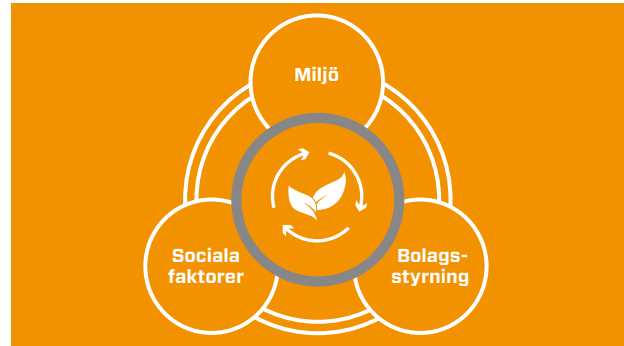 Miljö
Sociala
faktorer
Bolags-
styrning